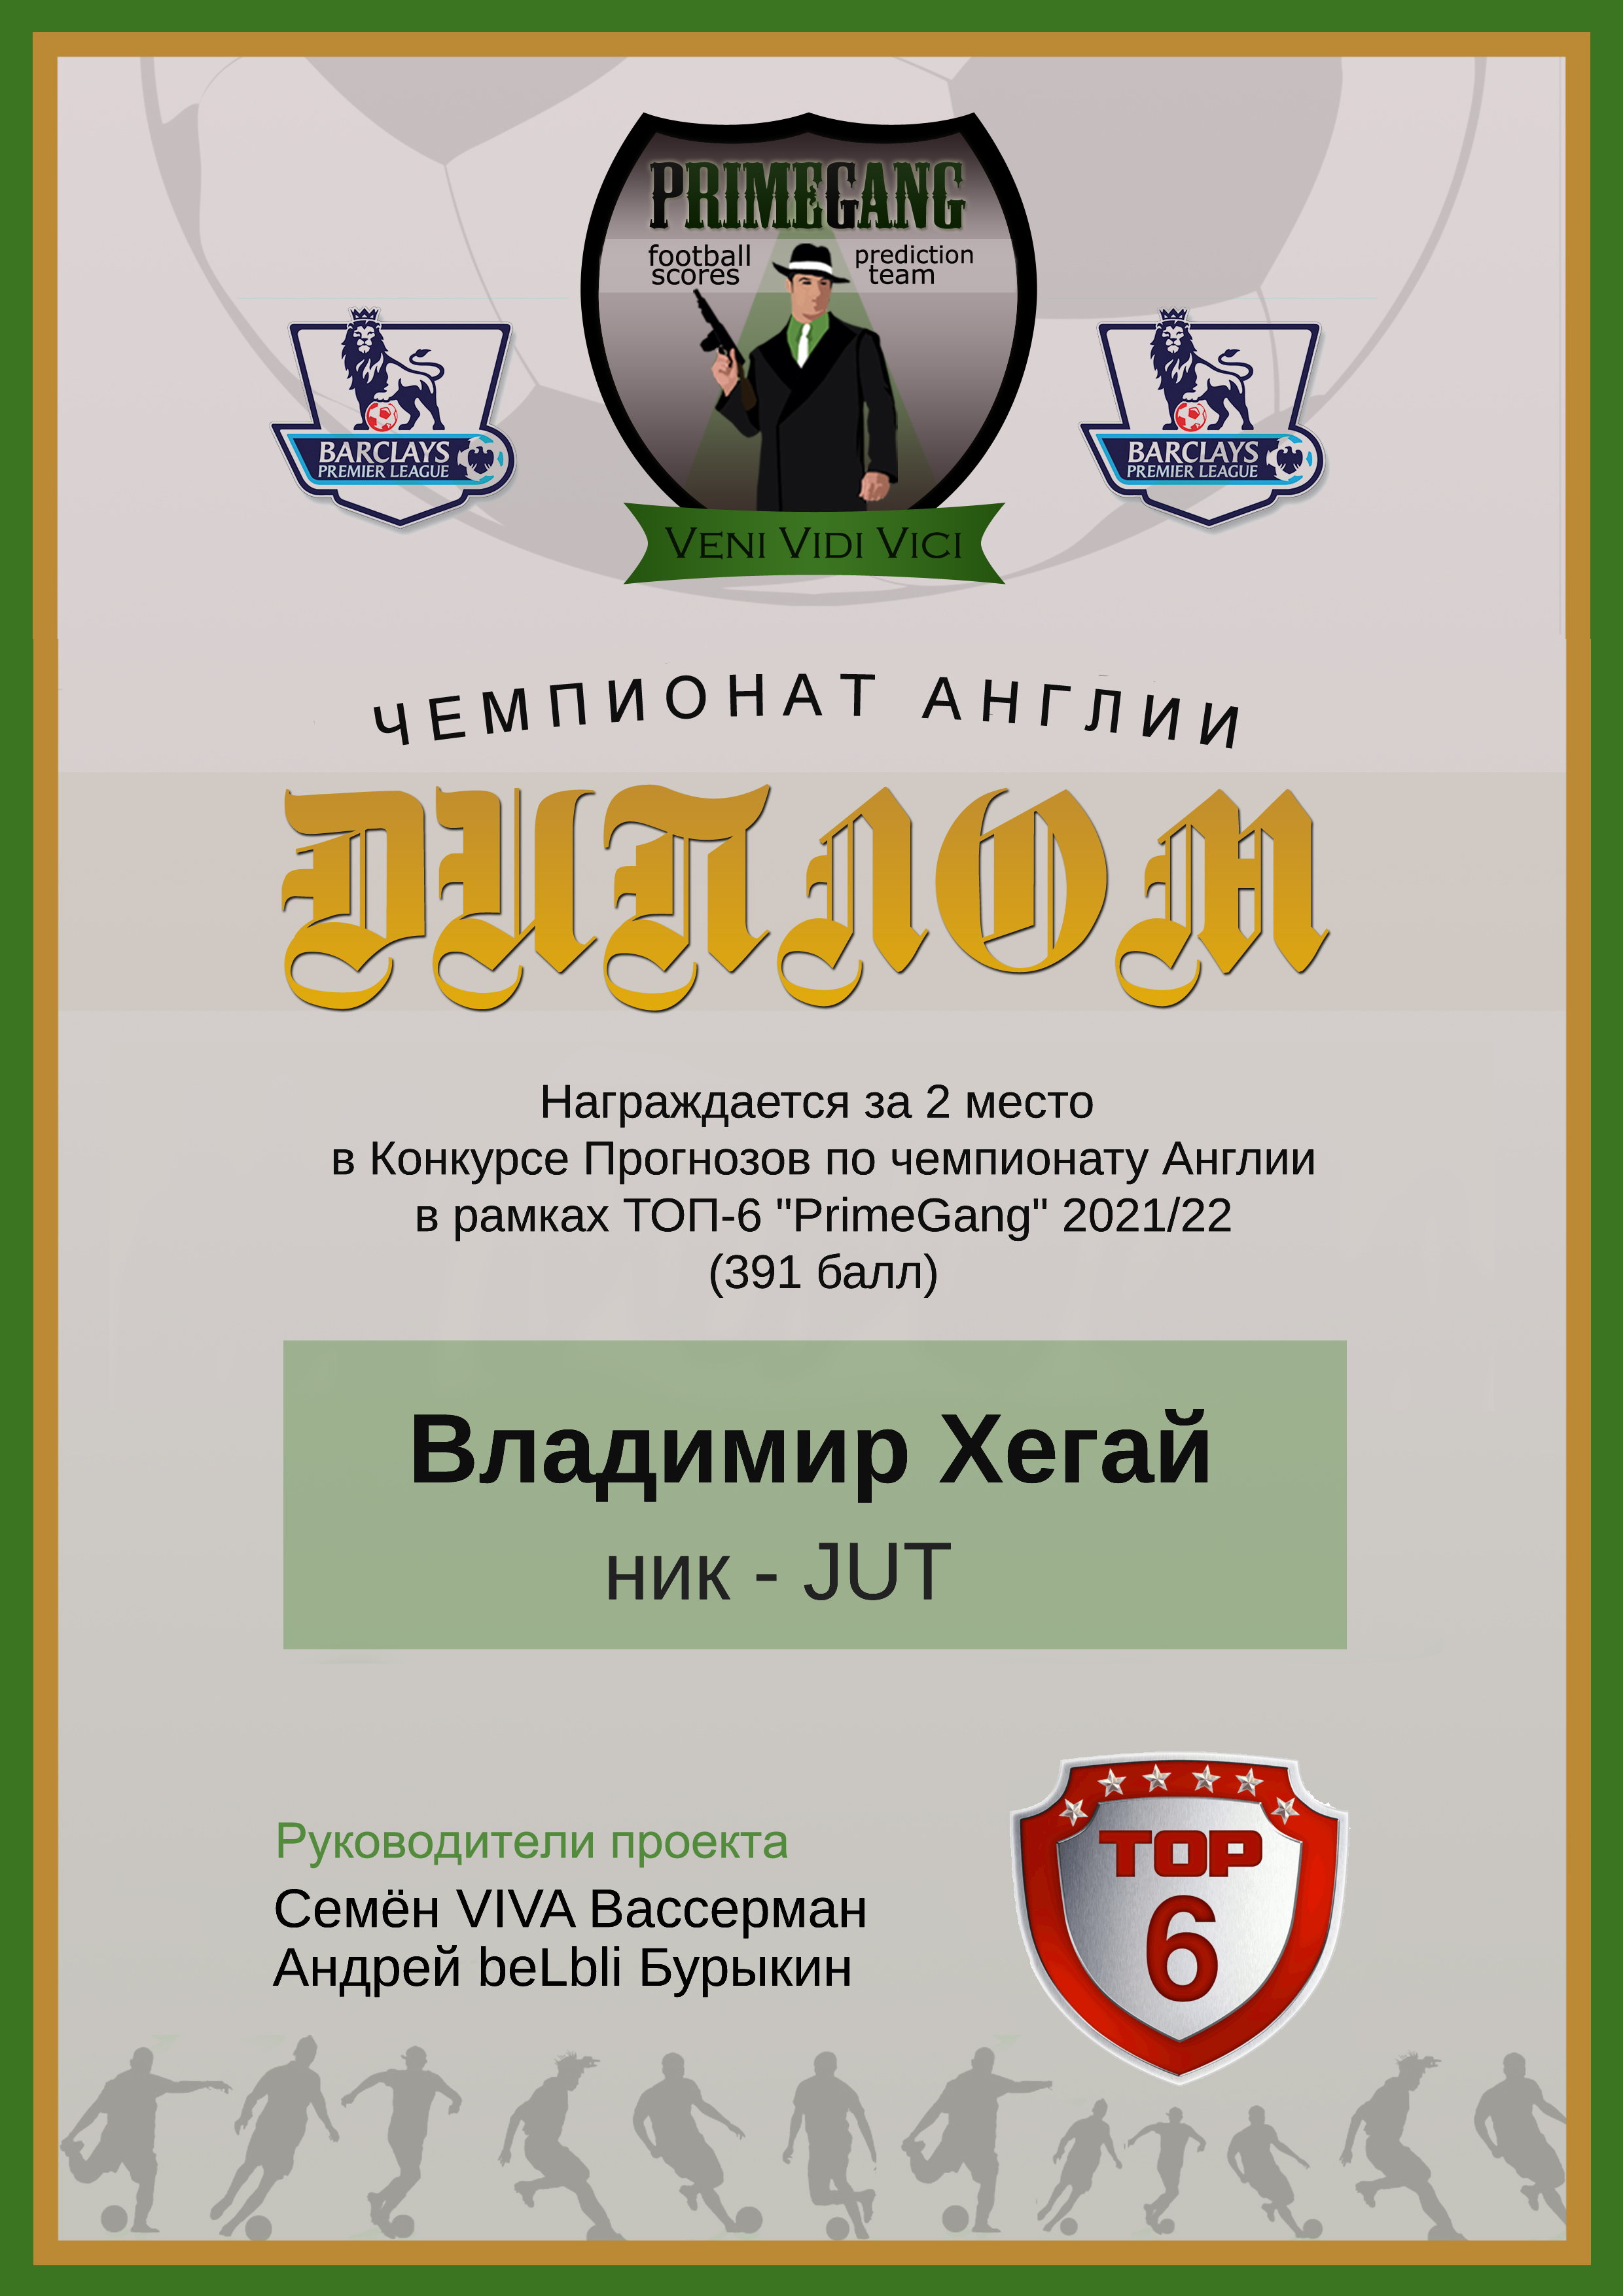 PRIMEGANG
football scores
prediction team
BARCLAYS
PREMIER LEAGUE
BARCLAYS
PREMIER LEAGUE
VENI VIDI VICI
ЧЕМПИОНАТ АНГЛИИ
ДИПЛОМ
Награждается за 2 место
в Конкурсе Прогнозов по чемпионату Англии
в рамках ТОП-6 "PrimeGang" 2021/22
(391 балл)
Владимир Хегай
ник - JUT
Руководители проекта
Семён VIVA Вассерман
Андрей beLbli Бурыкин
TOP
6